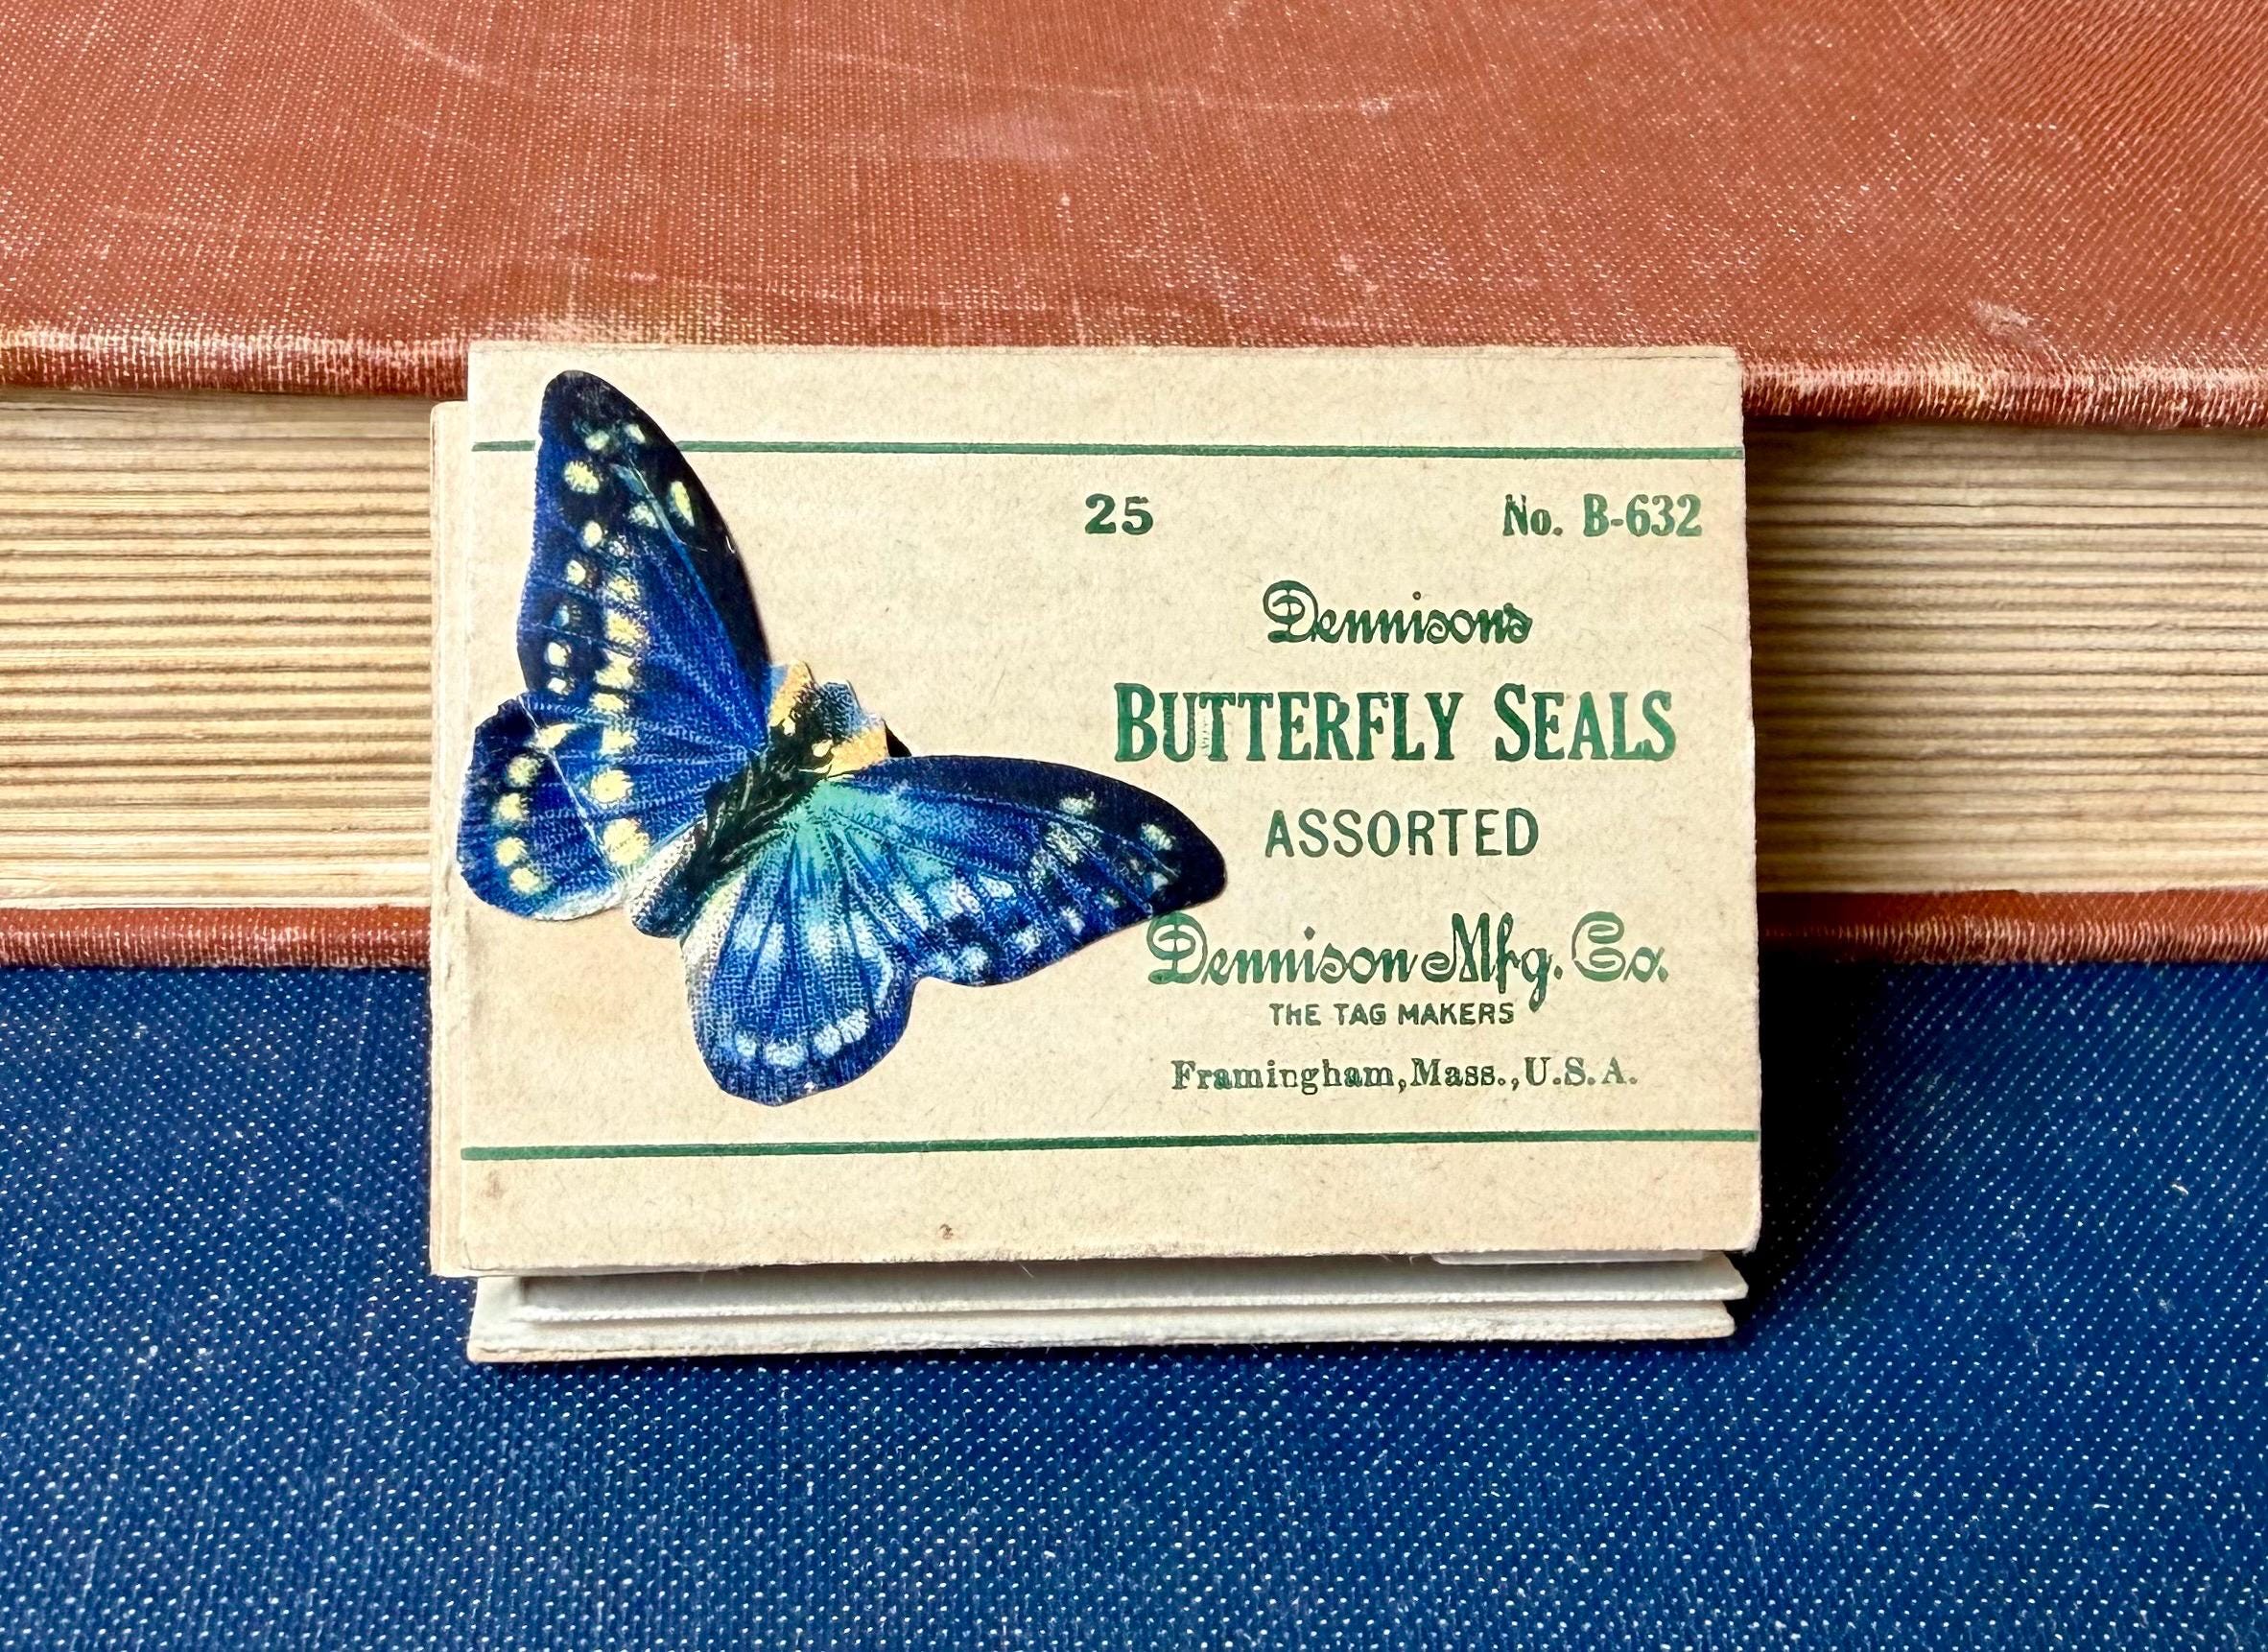 25 No. B-632
Dennison's
BUTTERFLY SEALS
ASSORTED
Dennison Mfg. Co.
THE TAG MAKERS
Framingham, Mass., U.S.A.